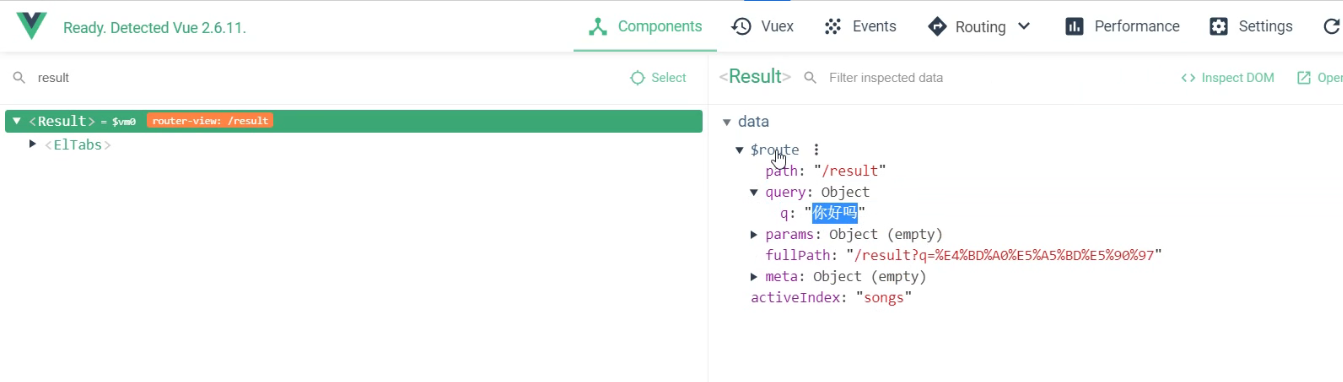 Ready. Detected Vue 2.6.11.
Components Vuex Events Routing Performance Settings
result Select
<Result> Filter inspected data Inspect DOM Open
<Result> = $vm0 router-view: /result
<ElTabs>
data
$route
path: "/result"
query: Object
q: "你好吗"
params: Object (empty)
fullPath: "/result?q=%E4%BD%A0%E5%A5%BD%E5%90%97"
meta: Object (empty)
activeIndex: "songs"